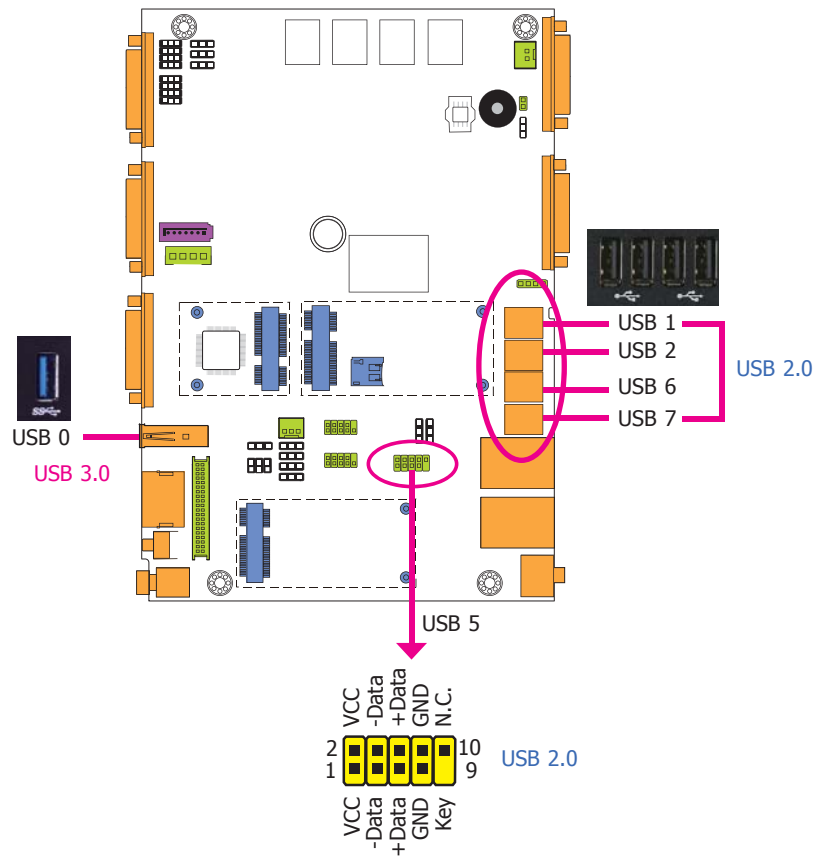 USB 1
USB 2
USB 6
USB 7
USB 2.0
SS
USB 0
USB 3.0
USB 5
VCC
-Data
+Data
GND
N.C.
2
10
1
9
USB 2.0
VCC
-Data
+Data
GND
Key